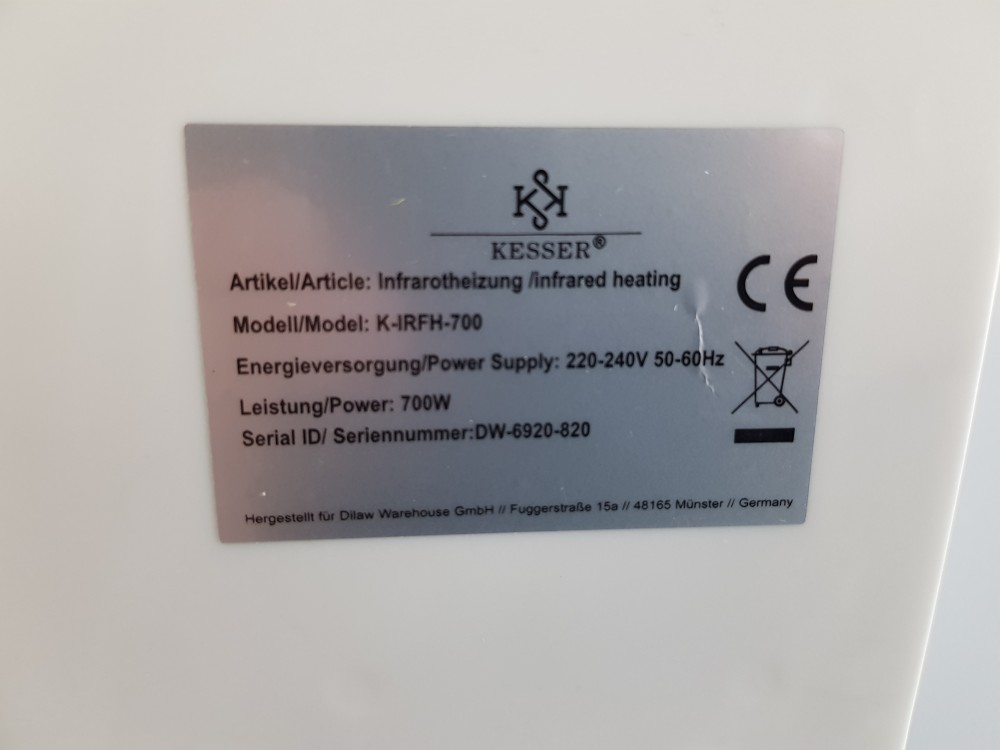 KESSER®
Artikel/Article: Infrarotheizung /infrared heating
Modell/Model: K-IRFH-700
Energieversorgung/Power Supply: 220-240V 50-60Hz
Leistung/Power: 700W
Serial ID/ Seriennummer:DW-6920-820
Hergestellt für Dilaw Warehouse GmbH // Fuggerstraße 15a // 48165 Münster // Germany